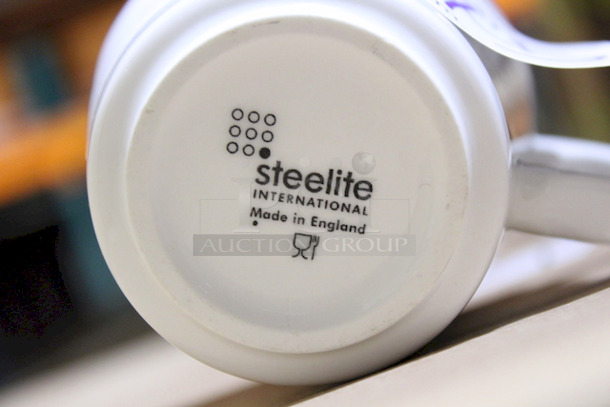 steelite
INTERNATIONAL
Made in England
AUCTION GROUP